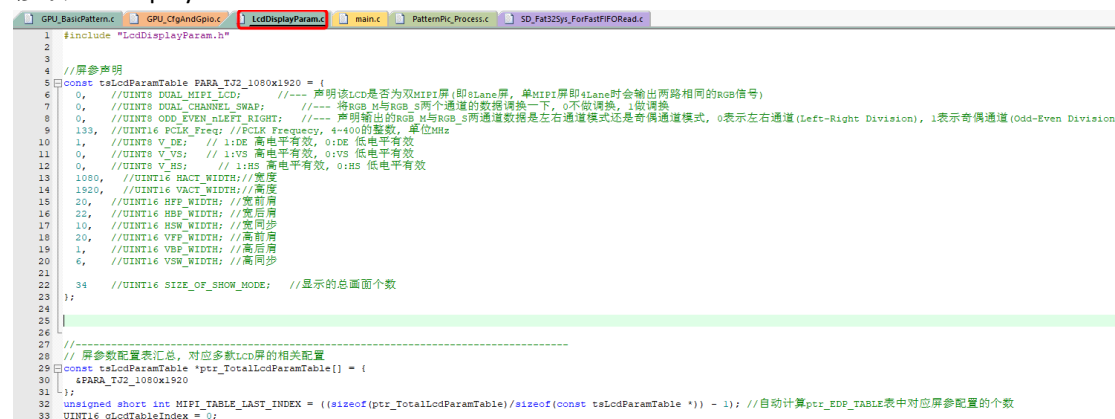 GPU_BasicPattern.c GPU_CfgAndGpio.c LcdDisplayParam.c main.c PatternPic_Process.c SD_Fat32Sys_ForFastFIFORead.c
1 #include "LcdDisplayParam.h"
2
3
4 //屏参声明
5 const tsLcdParamTable PARA_TJ2_1080x1920 = {
6 0, //UINT8 DUAL_MIPI_LCD; //--- 声明该LCD是否为双MIPI屏(即8Lane屏, 单MIPI屏即4Lane时会输出两路相同的RGB信号)
7 0, //UINT8 DUAL_CHANNEL_SWAP; //--- 将RGB_M与RGB_S两个通道的数据调换一下, 0不做调换, 1做调换
8 0, //UINT8 ODD_EVEN_nLEFT_RIGHT; //--- 声明输出的RGB_M与RGB_S两通道数据是左右通道模式还是奇偶通道模式, 0表示左右通道(Left-Right Division), 1表示奇偶通道(Odd-Even Division
9 133, //UINT16 PCLK_Freq; //PCLK Frequecy, 4~400的整数, 单位MHz
10 1, //UINT8 V_DE; // 1:DE 高电平有效, 0:DE 低电平有效
11 0, //UINT8 V_VS; // 1:VS 高电平有效, 0:VS 低电平有效
12 0, //UINT8 V_HS; // 1:HS 高电平有效, 0:HS 低电平有效
13 1080, //UINT16 HACT_WIDTH;//宽度
14 1920, //UINT16 VACT_WIDTH;//高度
15 20, //UINT16 HFP_WIDTH; //宽前肩
16 22, //UINT16 HBP_WIDTH; //宽后肩
17 10, //UINT16 HSW_WIDTH; //宽同步
18 20, //UINT16 VFP_WIDTH; //高前肩
19 1, //UINT16 VBP_WIDTH; //高后肩
20 6, //UINT16 VSW_WIDTH; //高同步
21
22 34 //UINT16 SIZE_OF_SHOW_MODE; //显示的总画面个数
23 };
24
25
26
27 //----------------------------------------------------------------------------------
28 // 屏参数配置表汇总, 对应多款LCD屏的相关配置
29 const tsLcdParamTable *ptr_TotalLcdParamTable[] = {
30 &PARA_TJ2_1080x1920
31 };
32 unsigned short int MIPI_TABLE_LAST_INDEX = ((sizeof(ptr_TotalLcdParamTable)/sizeof(const tsLcdParamTable *)) - 1); //自动计算ptr_EDP_TABLE表中对应屏参配置的个数
33 UINT16 gLcdTableIndex = 0;